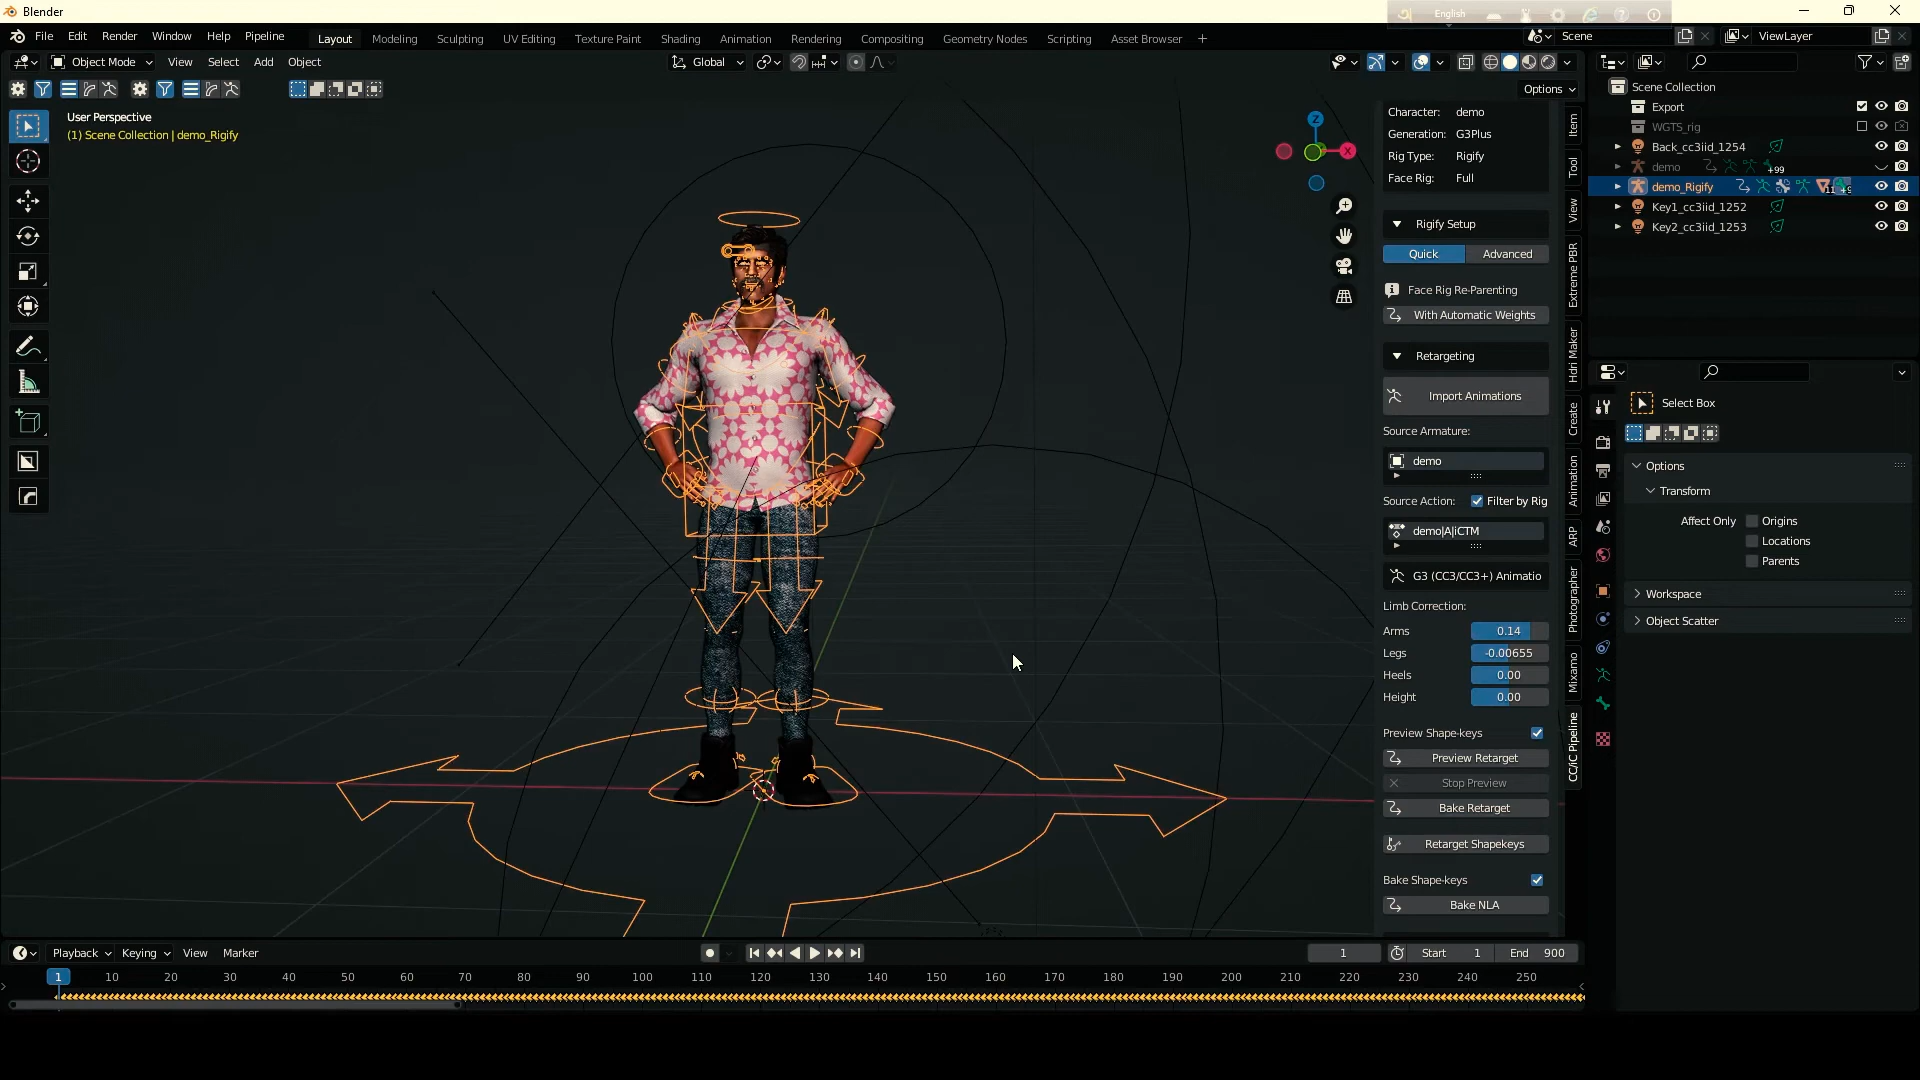 Blender
English
File Edit Render Window Help Pipeline
Layout Modeling Sculpting UV Editing Texture Paint Shading Animation Rendering Compositing Geometry Nodes Scripting Asset Browser +
Scene
ViewLayer
Object Mode View Select Add Object
Global
Options
User Perspective
(1) Scene Collection | demo_Rigify
Z
X
Character: demo
Generation: G3Plus
Rig Type: Rigify
Face Rig: Full
Rigify Setup
Quick Advanced
Face Rig Re-Parenting
With Automatic Weights
Retargeting
Import Animations
Source Armature:
demo
Source Action: Filter by Rig
demo|A|iCTM
G3 (CC3/CC3+) Animatio
Limb Correction:
Arms 0.14
Legs -0.00655
Heels 0.00
Height 0.00
Preview Shape-keys
Preview Retarget
Stop Preview
Bake Retarget
Retarget Shapekeys
Bake Shape-keys
Bake NLA
Item
Tool
View
Extreme PBR
Hdri Maker
Create
Animation
ARP
Photographer
Mixamo
CC/iC Pipeline
Scene Collection
Export
WGTS_rig
Back_cc3iid_1254
demo +99
demo_Rigify
Key1_cc3iid_1252
Key2_cc3iid_1253
Select Box
Options
Transform
Affect Only Origins
Locations
Parents
Workspace
Object Scatter
Playback Keying View Marker
1 Start 1 End 900
1 10 20 30 40 50 60 70 80 90 100 110 120 130 140 150 160 170 180 190 200 210 220 230 240 250